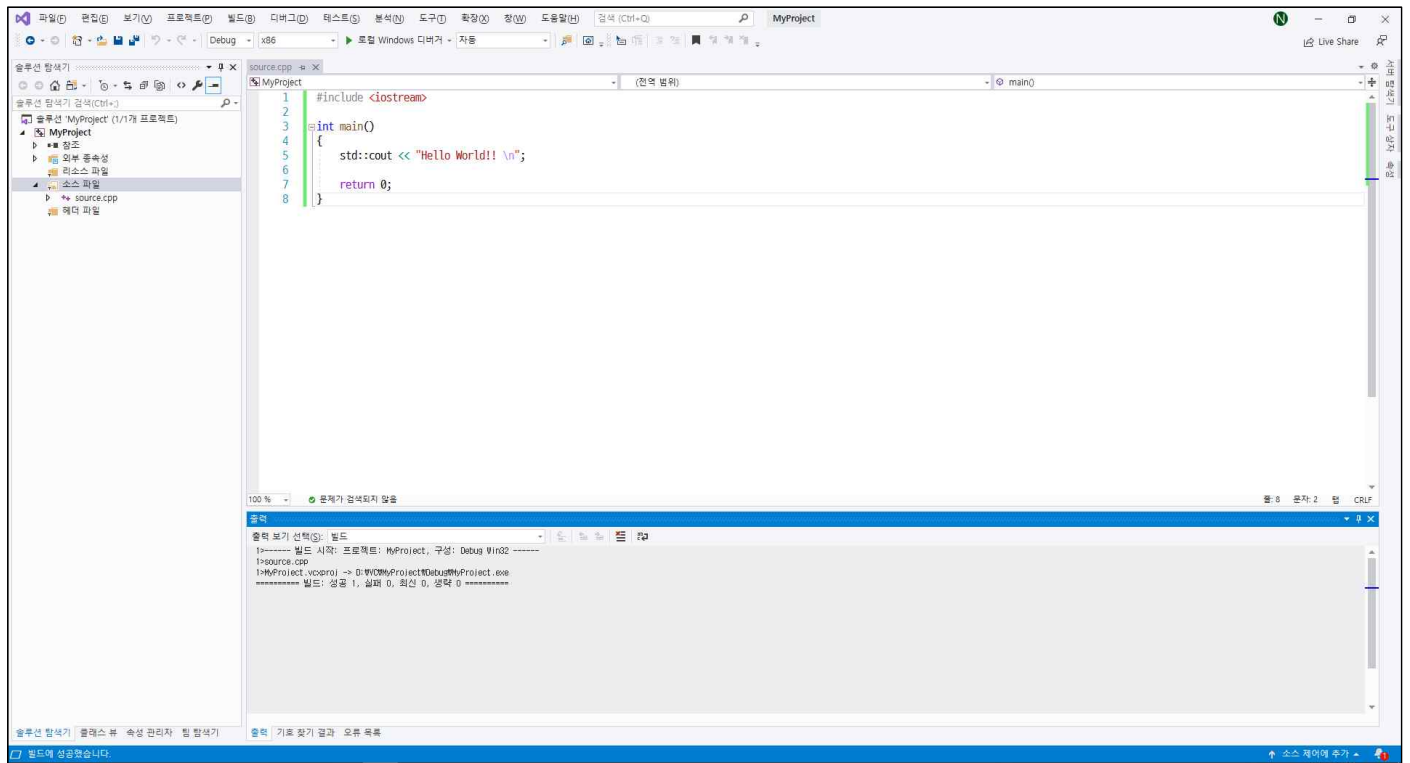 파일(F) 편집(E) 보기(V) 프로젝트(P) 빌드(B) 디버그(D) 테스트(S) 분석(N) 도구(T) 확장(X) 창(W) 도움말(H) 검색 (Ctrl+Q) MyProject N
Debug x86 로컬 Windows 디버거 자동 Live Share
솔루션 탐색기
솔루션 탐색기 검색(Ctrl+;)
솔루션 'MyProject' (1/1개 프로젝트)
MyProject
참조
외부 종속성
리소스 파일
소스 파일
source.cpp
헤더 파일
솔루션 탐색기 클래스 뷰 속성 관리자 팀 탐색기
source.cpp
MyProject (전역 범위) main()
1 #include <iostream>
2
3 int main()
4 {
5 std::cout << "Hello World!! \n";
6
7 return 0;
8 }
100 % 문제가 검색되지 않음 줄: 8 문자: 2 탭 CRLF
출력
출력 보기 선택(S): 빌드
1>------ 빌드 시작: 프로젝트: MyProject, 구성: Debug Win32 ------
1>source.cpp
1>MyProject.vcxproj -> D:₩VC₩MyProject₩Debug₩MyProject.exe
========== 빌드: 성공 1, 실패 0, 최신 0, 생략 0 ==========
출력 기호 찾기 결과 오류 목록
서버 탐색기
도구 상자
속성
빌드에 성공했습니다. 소스 제어에 추가 1